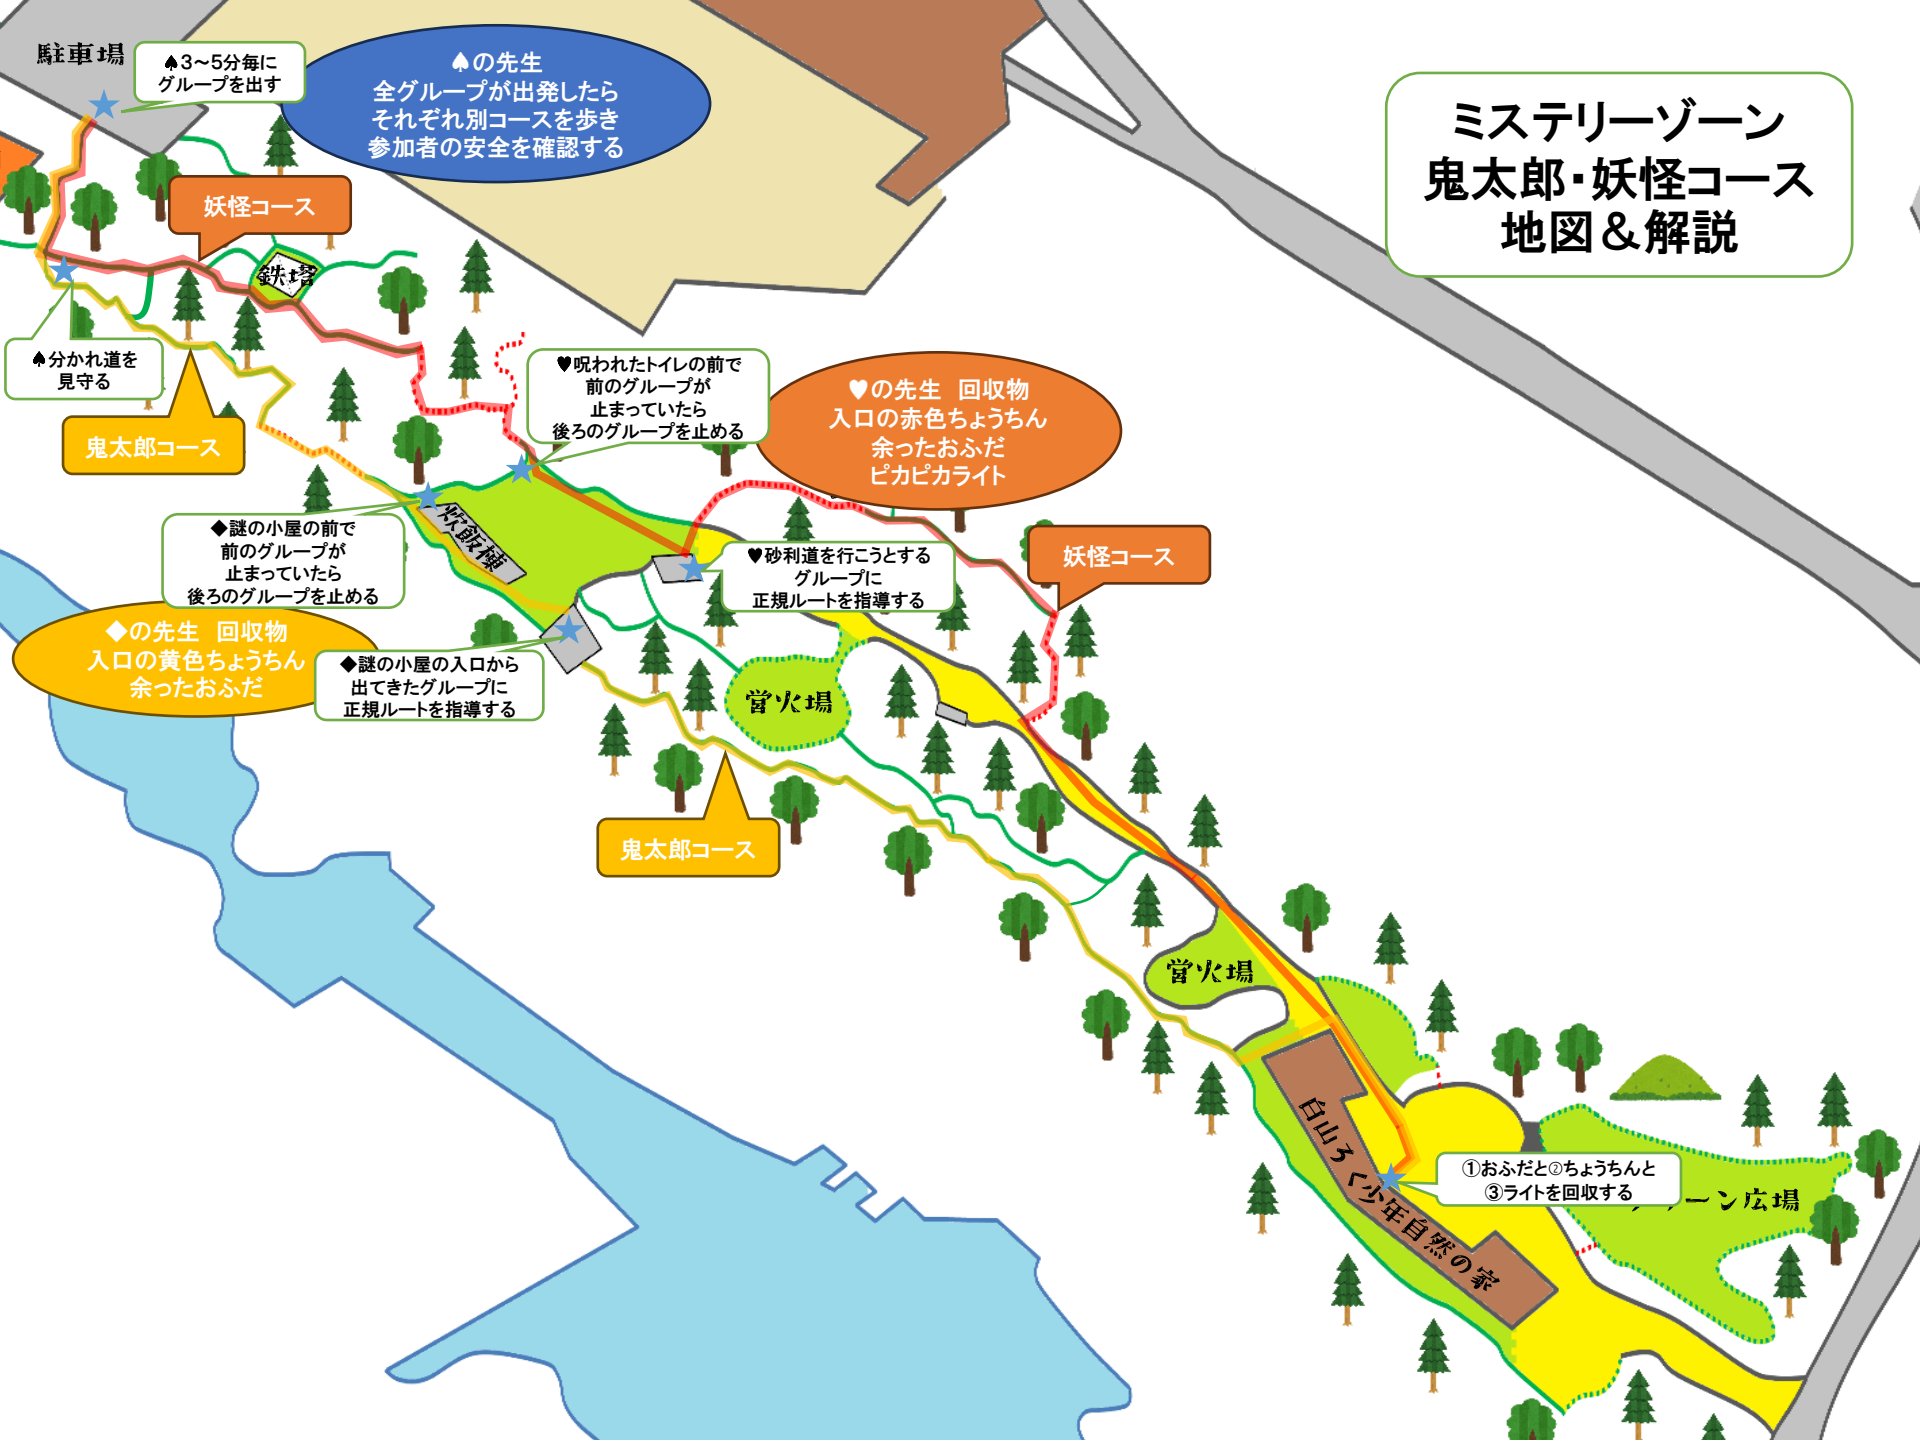 ミステリーゾーン
鬼太郎・妖怪コース
地図＆解説
駐車場
♠3～5分毎に
グループを出す
♠の先生
全グループが出発したら
それぞれ別コースを歩き
参加者の安全を確認する
妖怪コース
鉄塔
♠分かれ道を
見守る
鬼太郎コース
♥呪われたトイレの前で
前のグループが
止まっていたら
後ろのグループを止める
♥の先生　回収物
入口の赤色ちょうちん
余ったおふだ
ピカピカライト
炊飯棟
◆謎の小屋の前で
前のグループが
止まっていたら
後ろのグループを止める
♥砂利道を行こうとする
グループに
正規ルートを指導する
妖怪コース
◆の先生　回収物
入口の黄色ちょうちん
余ったおふだ
◆謎の小屋の入口から
出てきたグループに
正規ルートを指導する
営火場
鬼太郎コース
営火場
白山ろく少年自然の家
①おふだと②ちょうちんと
③ライトを回収する
ーン広場